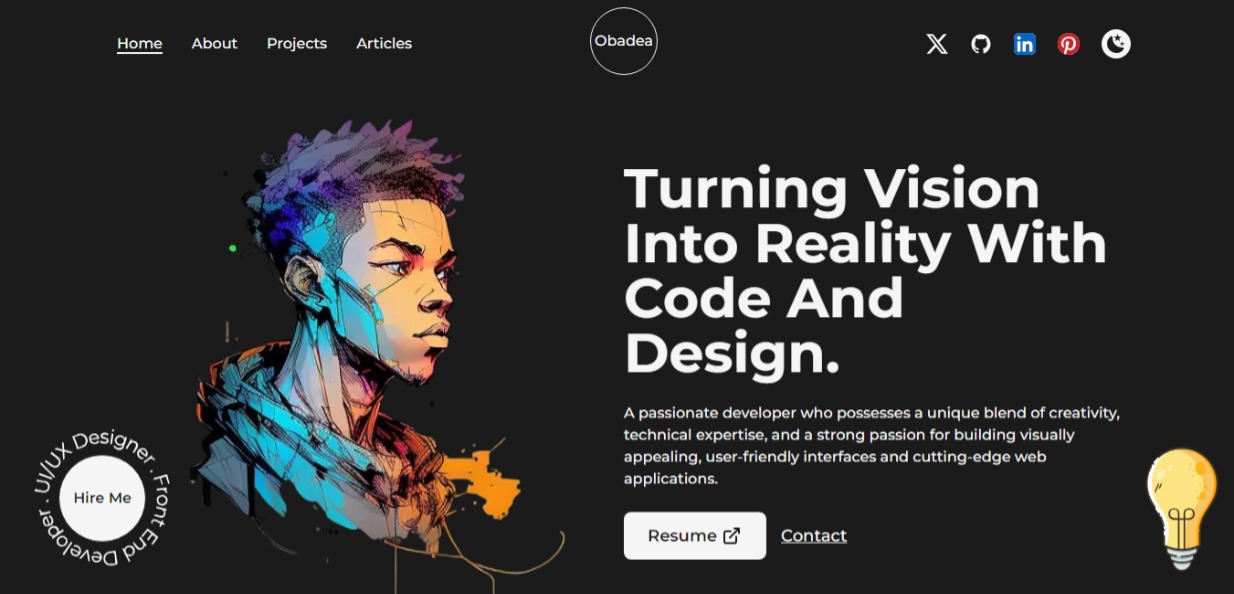 Home About Projects Articles
Obadea
Turning Vision
Into Reality With
Code And
Design.
A passionate developer who possesses a unique blend of creativity,
technical expertise, and a strong passion for building visually
appealing, user-friendly interfaces and cutting-edge web
applications.
Resume
Contact
UI/UX Designer . Front End Developer .
Hire Me